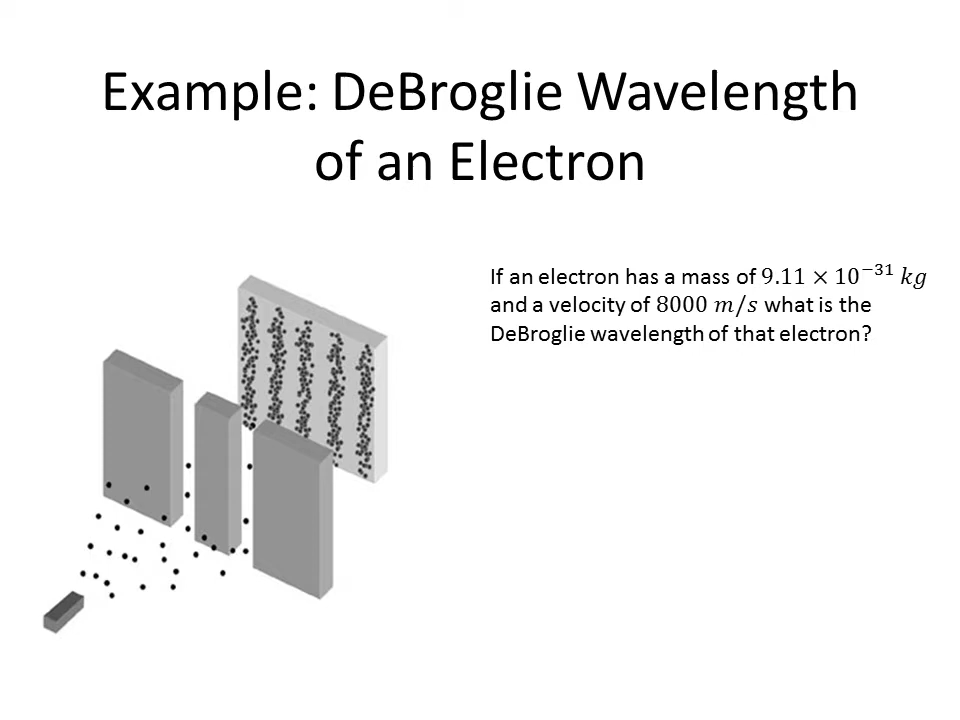 Example: DeBroglie Wavelength
of an Electron
If an electron has a mass of 9.11 × 10⁻³¹ kg
and a velocity of 8000 m/s what is the
DeBroglie wavelength of that electron?